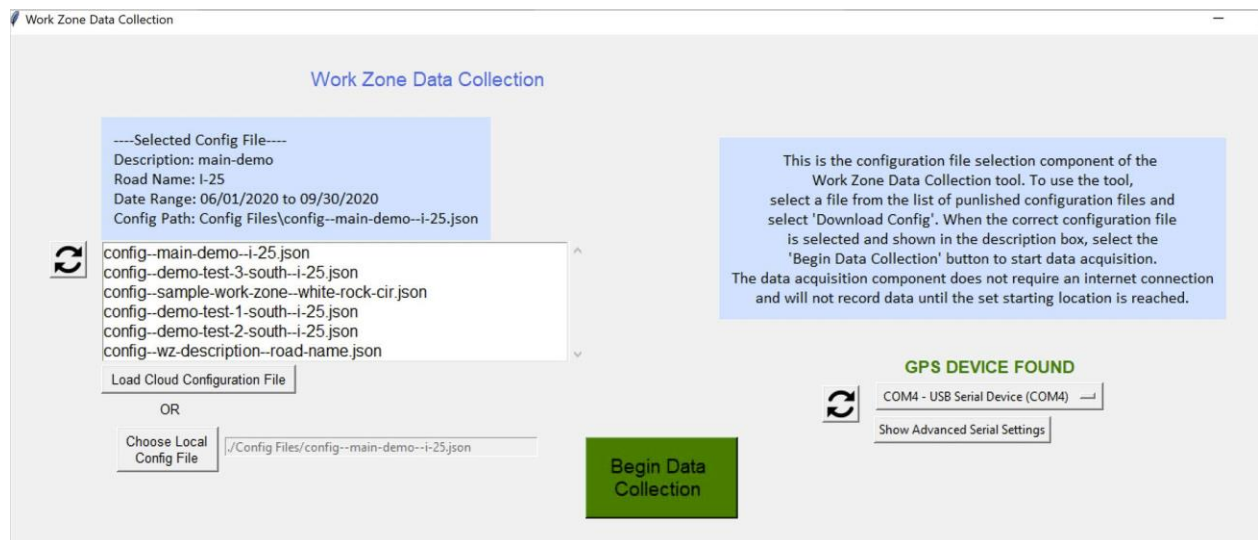 Work Zone Data Collection
Work Zone Data Collection
----Selected Config File----
Description: main-demo
Road Name: I-25
Date Range: 06/01/2020 to 09/30/2020
Config Path: Config Files\config--main-demo--i-25.json
config--main-demo--i-25.json
config--demo-test-3-south--i-25.json
config--sample-work-zone--white-rock-cir.json
config--demo-test-1-south--i-25.json
config--demo-test-2-south--i-25.json
config--wz-description--road-name.json
Load Cloud Configuration File
OR
Choose Local
Config File
./Config Files/config--main-demo--i-25.json
Begin Data
Collection
This is the configuration file selection component of the
Work Zone Data Collection tool. To use the tool,
select a file from the list of punlished configuration files and
select 'Download Config'. When the correct configuration file
is selected and shown in the description box, select the
'Begin Data Collection' button to start data acquisition.
The data acquisition component does not require an internet connection
and will not record data until the set starting location is reached.
GPS DEVICE FOUND
COM4 - USB Serial Device (COM4)
Show Advanced Serial Settings